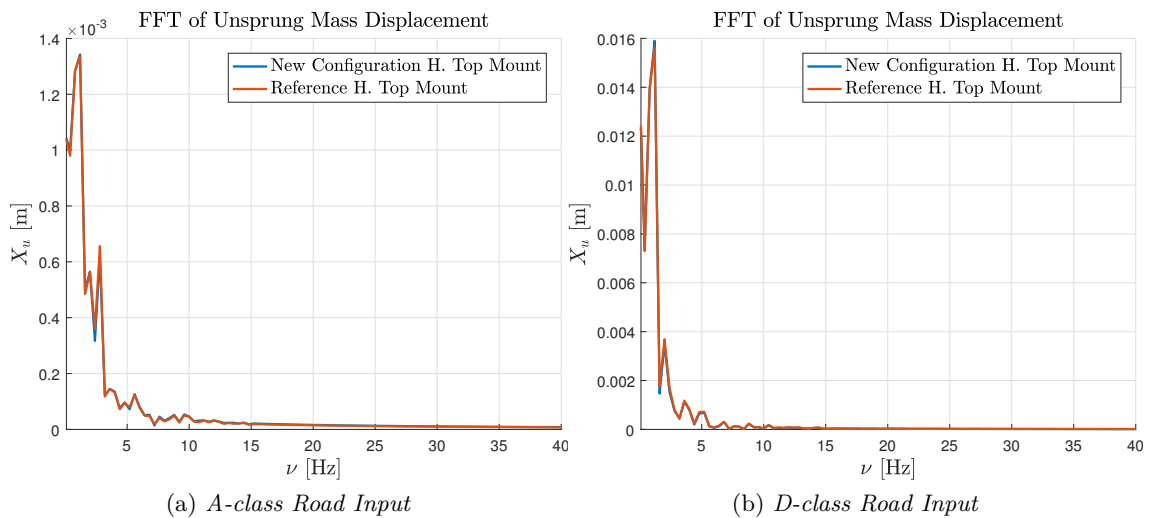 FFT of Unsprung Mass Displacement
×10⁻³
1.4
1.2
1
0.8
0.6
0.4
0.2
0
5
10
15
20
25
30
35
40
X_u [m]
ν [Hz]
New Configuration H. Top Mount
Reference H. Top Mount
(a) A-class Road Input
FFT of Unsprung Mass Displacement
0.016
0.014
0.012
0.01
0.008
0.006
0.004
0.002
0
5
10
15
20
25
30
35
40
X_u [m]
ν [Hz]
New Configuration H. Top Mount
Reference H. Top Mount
(b) D-class Road Input